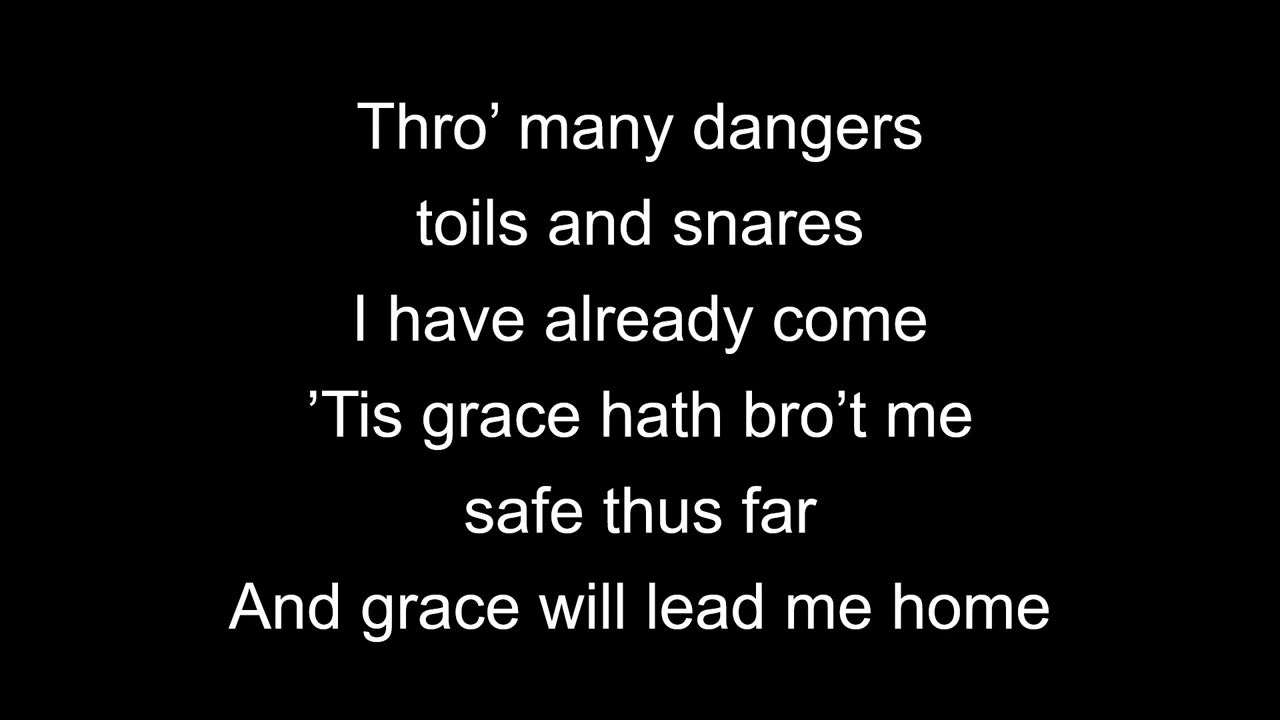 Thro’ many dangers
toils and snares
I have already come
’Tis grace hath bro’t me
safe thus far
And grace will lead me home